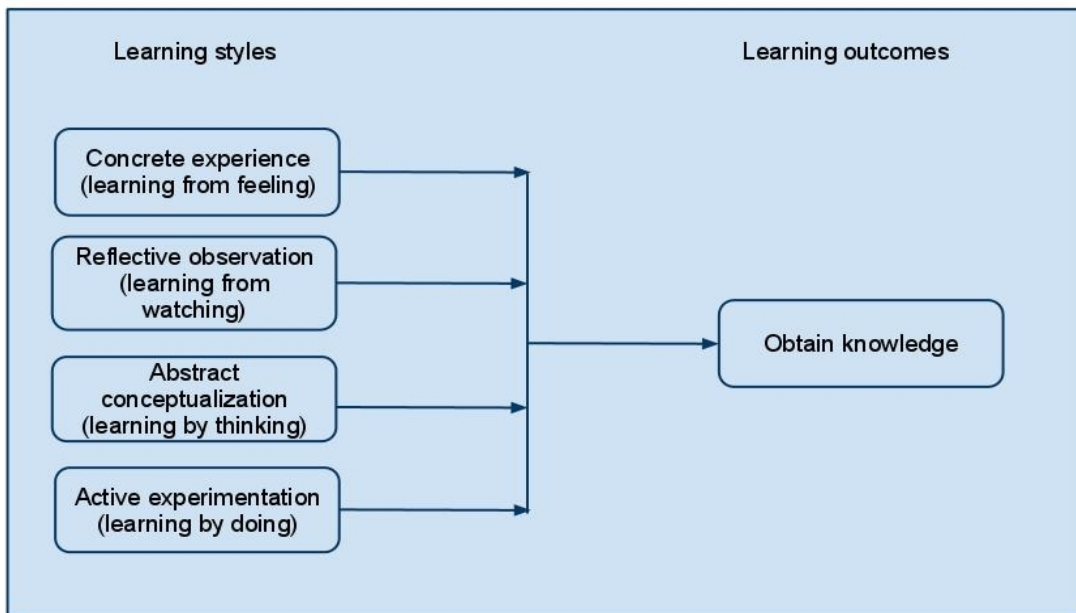 Learning styles
Learning outcomes
Concrete experience
(learning from feeling)
Reflective observation
(learning from
watching)
Abstract
conceptualization
(learning by thinking)
Active experimentation
(learning by doing)
Obtain knowledge